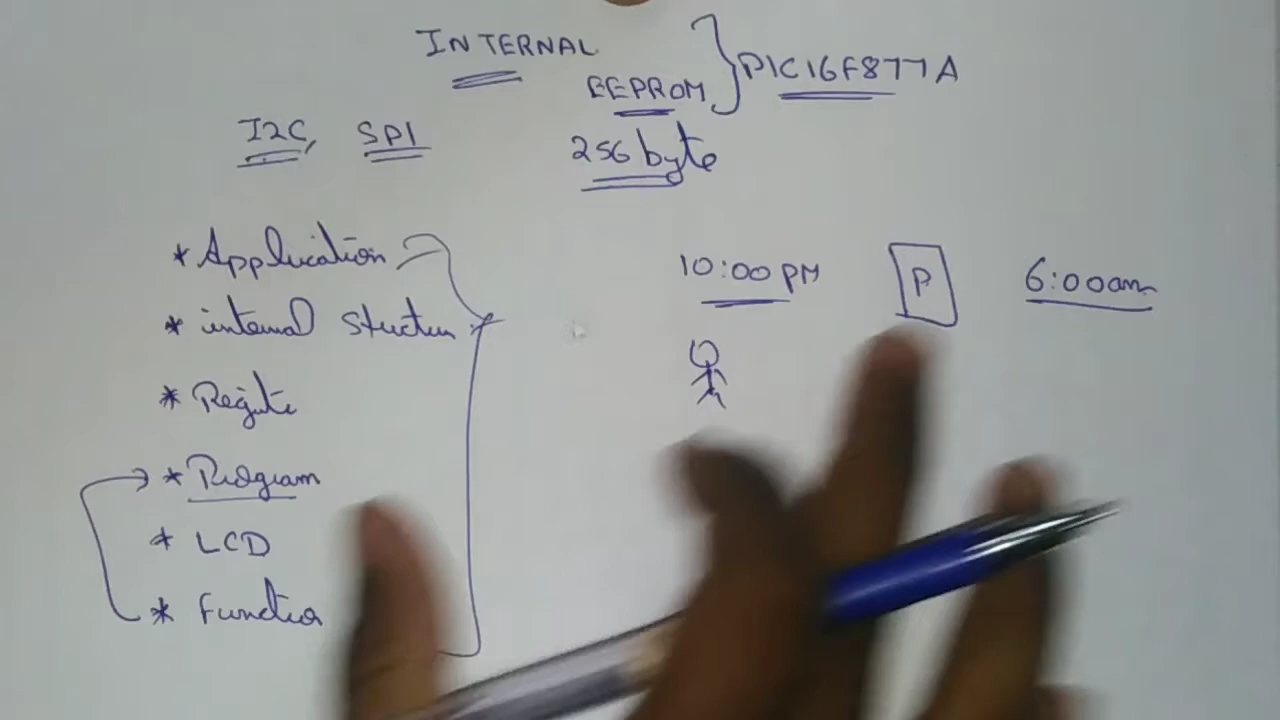 INTERNAL
EEPROM } PIC16F877A
I2C, SPI
256 byte
* Application
* internal Structure
* Register
* Program
* LCD
* Function
10:00 PM
P
6:00am